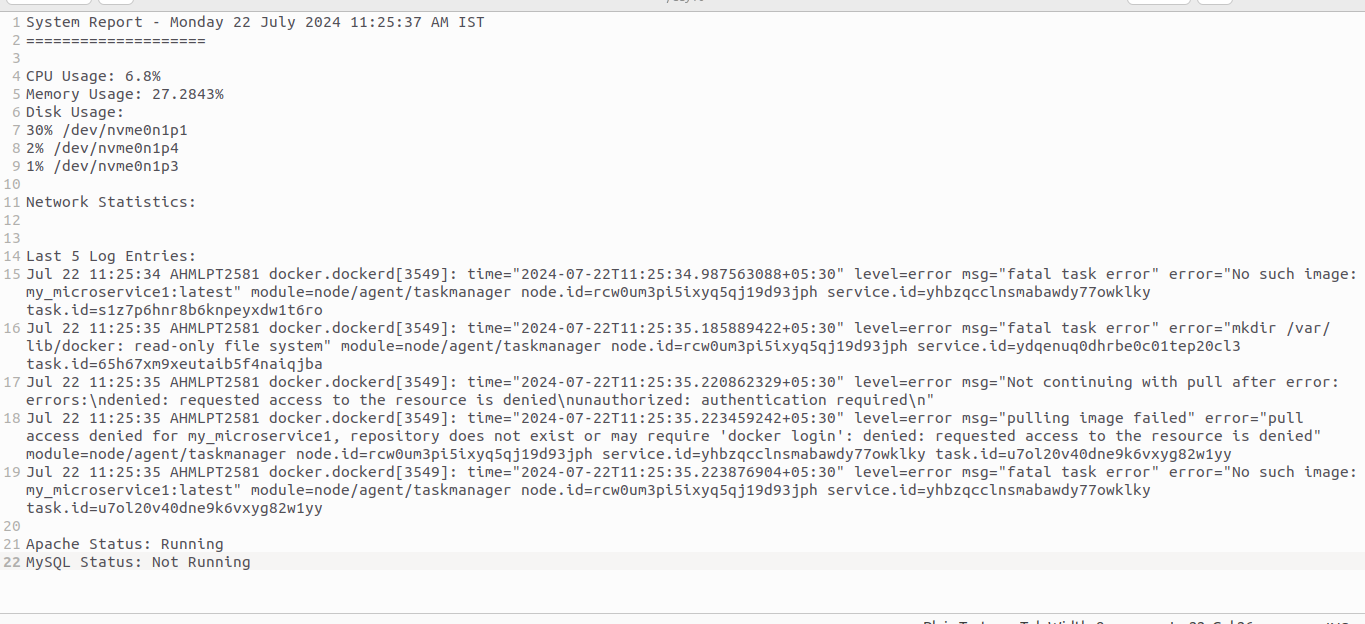 1 System Report - Monday 22 July 2024 11:25:37 AM IST
2 ====================
3
4 CPU Usage: 6.8%
5 Memory Usage: 27.2843%
6 Disk Usage:
7 30% /dev/nvme0n1p1
8 2% /dev/nvme0n1p4
9 1% /dev/nvme0n1p3
10
11 Network Statistics:
12
13
14 Last 5 Log Entries:
15 Jul 22 11:25:34 AHMLPT2581 docker.dockerd[3549]: time="2024-07-22T11:25:34.987563088+05:30" level=error msg="fatal task error" error="No such image:
my_microservice1:latest" module=node/agent/taskmanager node.id=rcw0um3pi5ixyq5qj19d93jph service.id=yhbzqcclnsmabawdy77owklky
task.id=s1z7p6hnr8b6knpeyxdw1t6ro
16 Jul 22 11:25:35 AHMLPT2581 docker.dockerd[3549]: time="2024-07-22T11:25:35.185889422+05:30" level=error msg="fatal task error" error="mkdir /var/
lib/docker: read-only file system" module=node/agent/taskmanager node.id=rcw0um3pi5ixyq5qj19d93jph service.id=ydqenuq0dhrbe0c01tep20cl3
task.id=65h67xm9xeutaib5f4naiqjba
17 Jul 22 11:25:35 AHMLPT2581 docker.dockerd[3549]: time="2024-07-22T11:25:35.220862329+05:30" level=error msg="Not continuing with pull after error:
errors:\ndenied: requested access to the resource is denied\nunauthorized: authentication required\n"
18 Jul 22 11:25:35 AHMLPT2581 docker.dockerd[3549]: time="2024-07-22T11:25:35.223459242+05:30" level=error msg="pulling image failed" error="pull
access denied for my_microservice1, repository does not exist or may require 'docker login': denied: requested access to the resource is denied"
module=node/agent/taskmanager node.id=rcw0um3pi5ixyq5qj19d93jph service.id=yhbzqcclnsmabawdy77owklky task.id=u7ol20v40dne9k6vxyg82w1yy
19 Jul 22 11:25:35 AHMLPT2581 docker.dockerd[3549]: time="2024-07-22T11:25:35.223876904+05:30" level=error msg="fatal task error" error="No such image:
my_microservice1:latest" module=node/agent/taskmanager node.id=rcw0um3pi5ixyq5qj19d93jph service.id=yhbzqcclnsmabawdy77owklky
task.id=u7ol20v40dne9k6vxyg82w1yy
20
21 Apache Status: Running
22 MySQL Status: Not Running